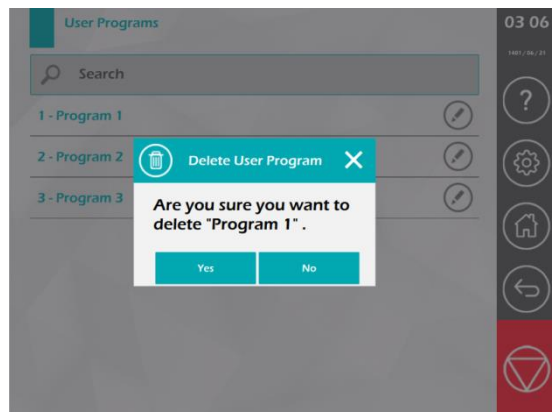 User Programs
03 06
1401/06/31
Search
1 - Program 1
2 - Program 2
3 - Program 3
Delete User Program
Are you sure you want to
delete "Program 1" .
Yes
No
?